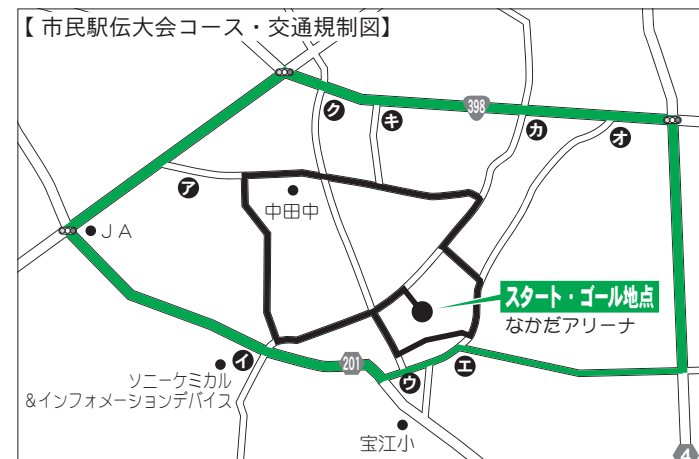 【市民駅伝大会コース・交通規制図】
398
ク
キ
カ
オ
ア
中田中
JA
スタート・ゴール地点
なかだアリーナ
イ
201
エ
ウ
ソニーケミカル
&インフォメーションデバイス
宝江小
4